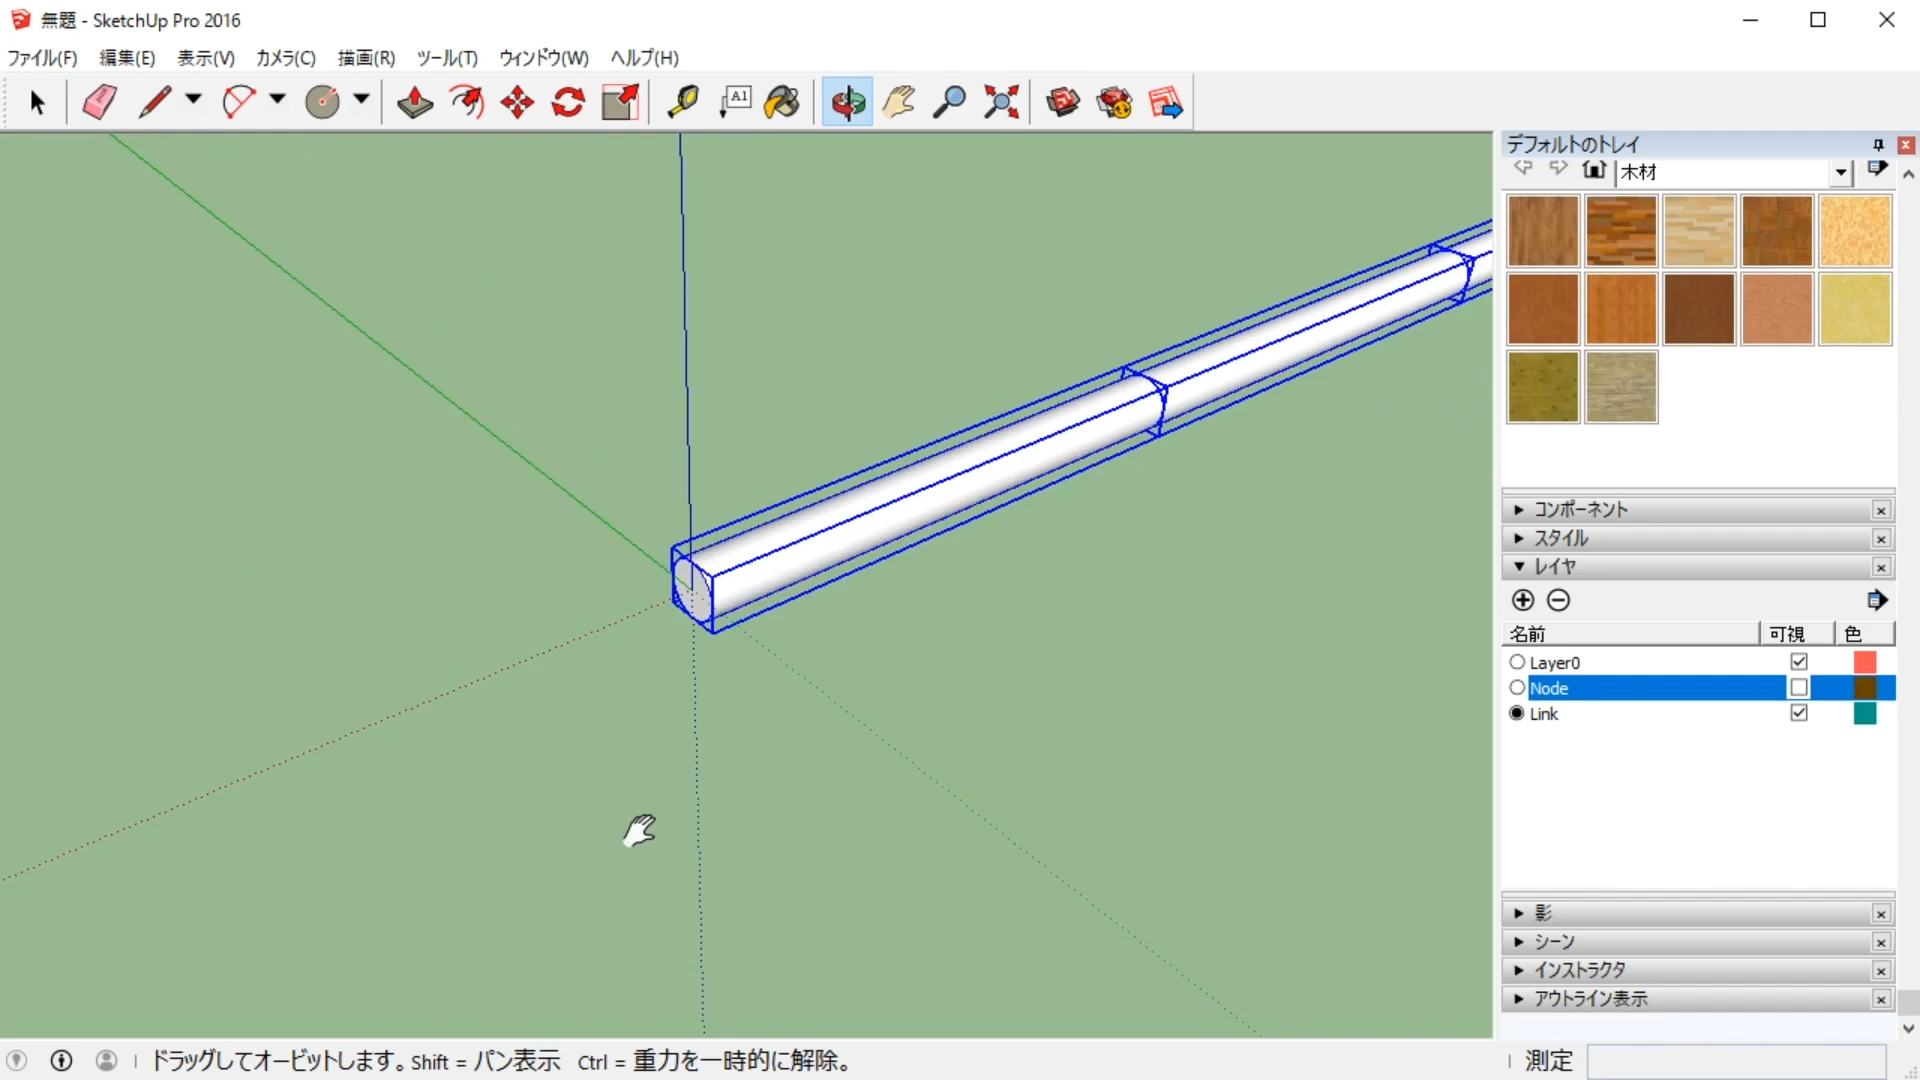 無題 - SketchUp Pro 2016
ファイル(F) 編集(E) 表示(V) カメラ(C) 描画(R) ツール(T) ウィンドウ(W) ヘルプ(H)
A1
デフォルトのトレイ
木材
コンポーネント
スタイル
レイヤ
名前 可視 色
Layer0
Node
Link
影
シーン
インストラクタ
アウトライン表示
ドラッグしてオービットします。Shift = パン表示 Ctrl = 重力を一時的に解除。
測定